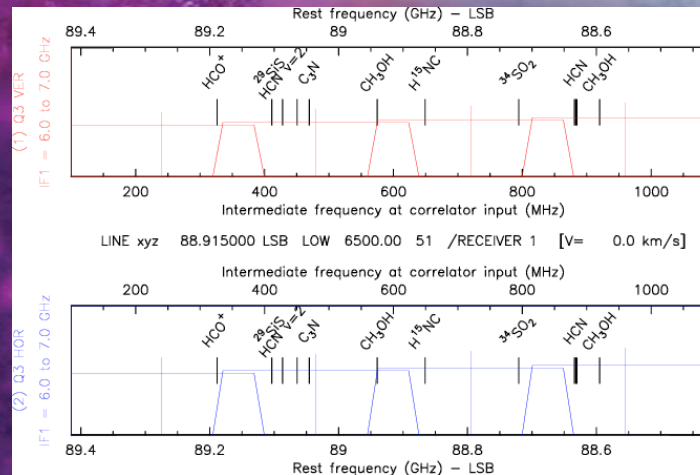 Rest frequency (GHz) – LSB
89.4 89.2 89 88.8 88.6
HCO+ 29SiS HCN v=2 C3N CH3OH H15NC 34SO2 HCN CH3OH
(1) Q3 VER
IF1 = 6.0 to 7.0 GHz
200 400 600 800 1000
Intermediate frequency at correlator input (MHz)
LINE xyz 88.915000 LSB LOW 6500.00 51 /RECEIVER 1 [V= 0.0 km/s]
Intermediate frequency at correlator input (MHz)
200 400 600 800 1000
HCO+ 29SiS HCN v=2 C3N CH3OH H15NC 34SO2 HCN CH3OH
(2) Q3 HOR
IF1 = 6.0 to 7.0 GHz
89.4 89.2 89 88.8 88.6
Rest frequency (GHz) – LSB